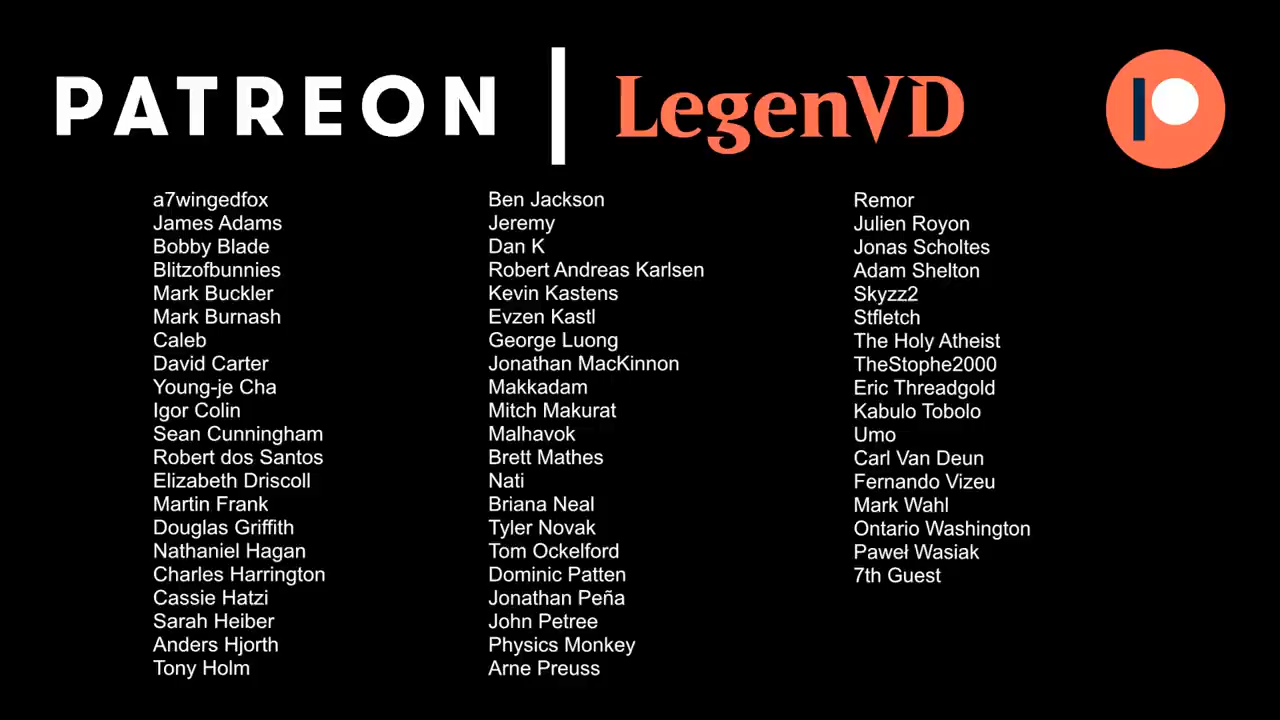 PATREON | LegenVD
a7wingedfox
James Adams
Bobby Blade
Blitzofbunnies
Mark Buckler
Mark Burnash
Caleb
David Carter
Young-je Cha
Igor Colin
Sean Cunningham
Robert dos Santos
Elizabeth Driscoll
Martin Frank
Douglas Griffith
Nathaniel Hagan
Charles Harrington
Cassie Hatzi
Sarah Heiber
Anders Hjorth
Tony Holm
Ben Jackson
Jeremy
Dan K
Robert Andreas Karlsen
Kevin Kastens
Evzen Kastl
George Luong
Jonathan MacKinnon
Makkadam
Mitch Makurat
Malhavok
Brett Mathes
Nati
Briana Neal
Tyler Novak
Tom Ockelford
Dominic Patten
Jonathan Peña
John Petree
Physics Monkey
Arne Preuss
Remor
Julien Royon
Jonas Scholtes
Adam Shelton
Skyzz2
Stfletch
The Holy Atheist
TheStophe2000
Eric Threadgold
Kabulo Tobolo
Umo
Carl Van Deun
Fernando Vizeu
Mark Wahl
Ontario Washington
Paweł Wasiak
7th Guest